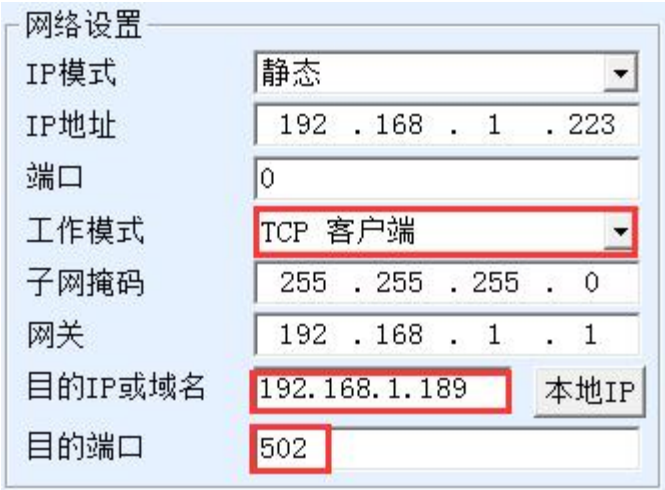 网络设置
IP模式 静态
IP地址 192 . 168 . 1 . 223
端口 0
工作模式 TCP 客户端
子网掩码 255 . 255 . 255 . 0
网关 192 . 168 . 1 . 1
目的IP或域名 192.168.1.189 本地IP
目的端口 502